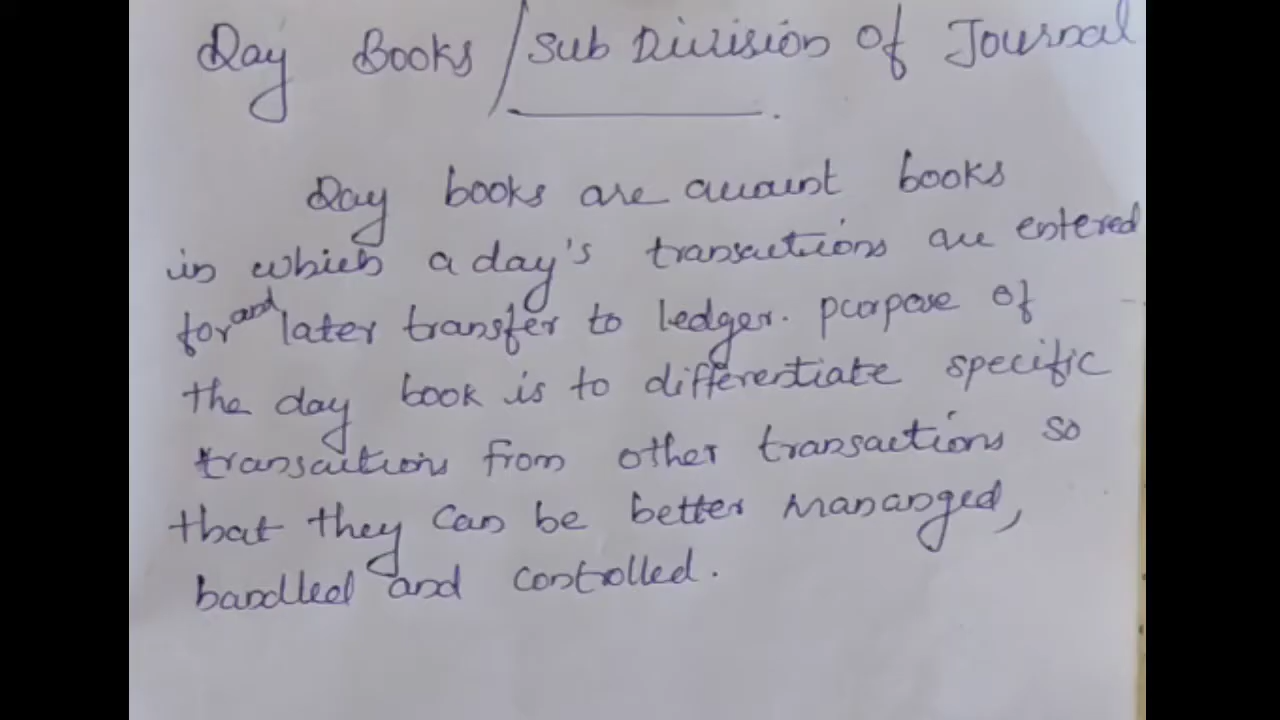 Day Books / Sub Division of Journal
Day books are account books
in which a day's transactions are entered
for and later transfer to ledger. purpose of
the day book is to differentiate specific
transaction from other transactions so
that they can be better mananged,
handled and controlled.